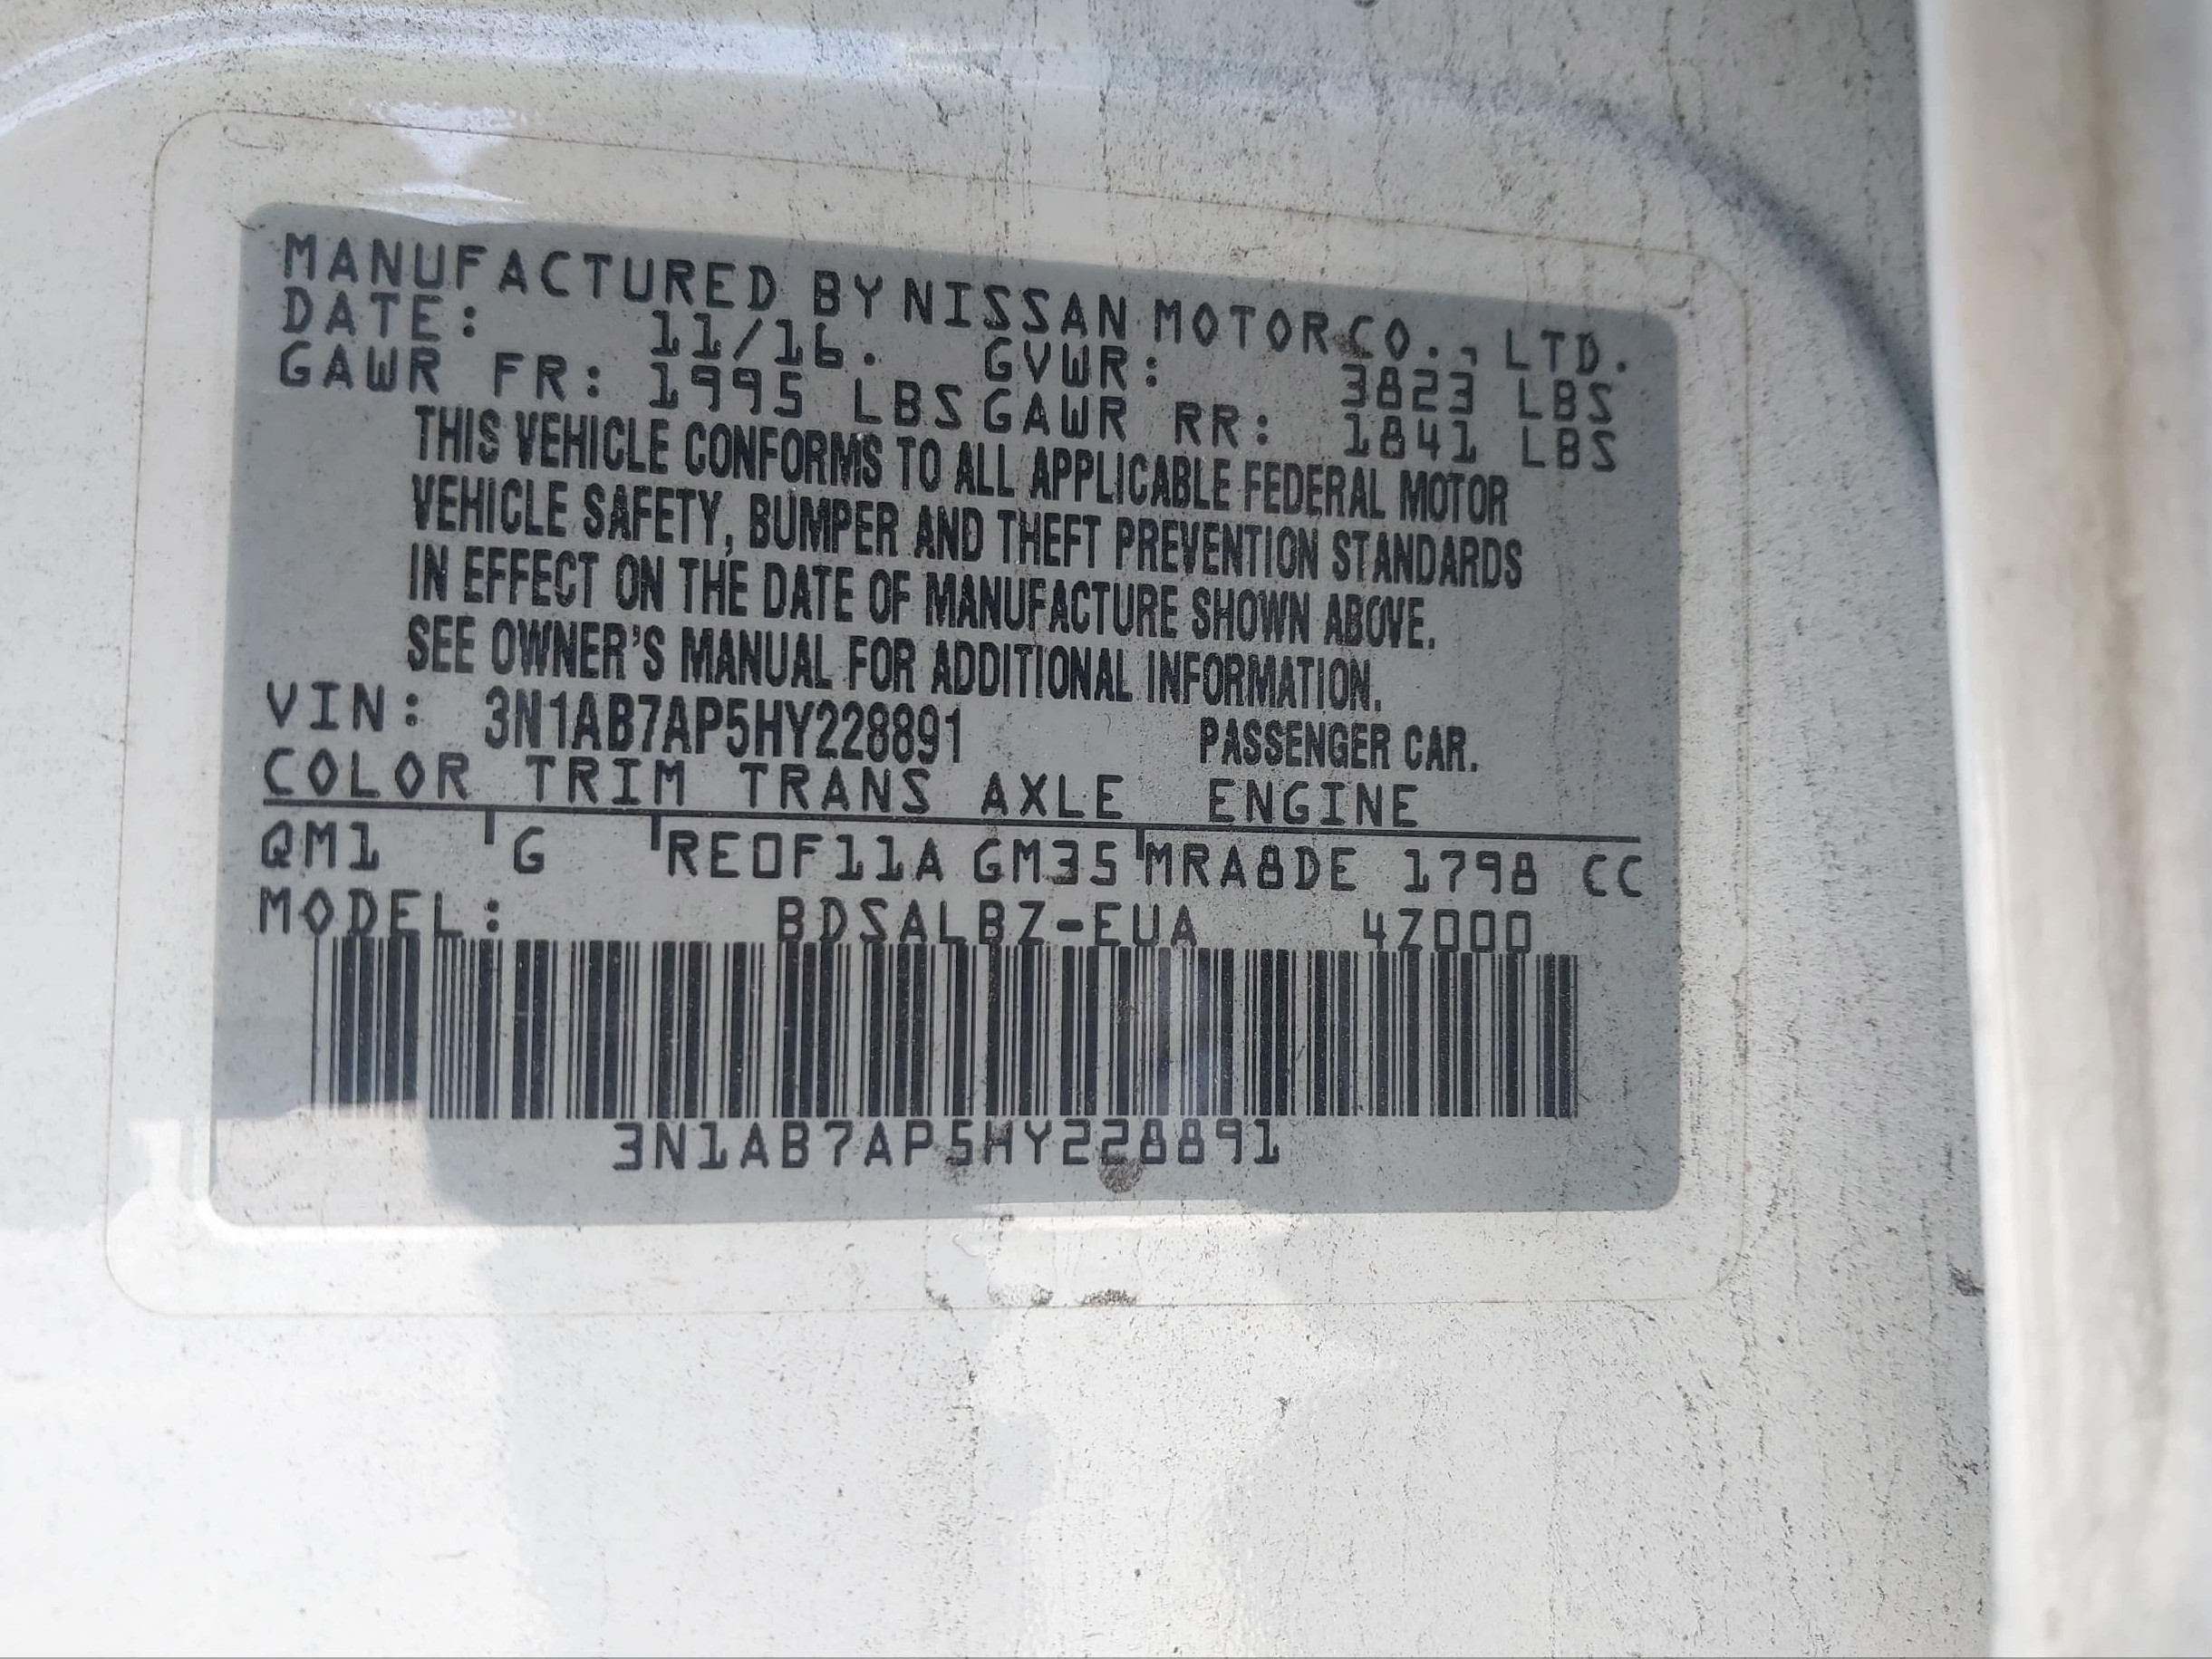 MANUFACTURED BY NISSAN MOTOR CO., LTD.
DATE: 11/16. GVWR: 3823 LBS
GAWR FR: 1995 LBS GAWR RR: 1841 LBS
THIS VEHICLE CONFORMS TO ALL APPLICABLE FEDERAL MOTOR
VEHICLE SAFETY, BUMPER AND THEFT PREVENTION STANDARDS
IN EFFECT ON THE DATE OF MANUFACTURE SHOWN ABOVE.
SEE OWNER'S MANUAL FOR ADDITIONAL INFORMATION.
VIN: 3N1AB7AP5HY228891 PASSENGER CAR.
COLOR TRIM TRANS AXLE ENGINE
QM1 G RE0F11A GM35 MRA8DE 1798 CC
MODEL: BDSALBZ-EUA 4Z000
3N1AB7AP5HY228891